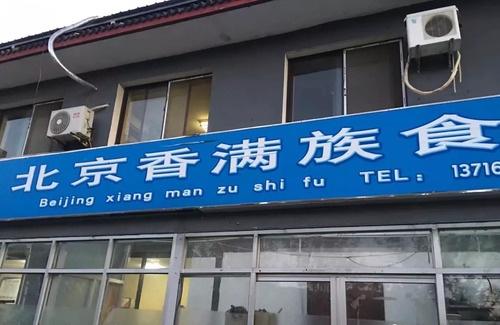 北京香满族食
Beijing xiang man zu shi fu TEL: 13716